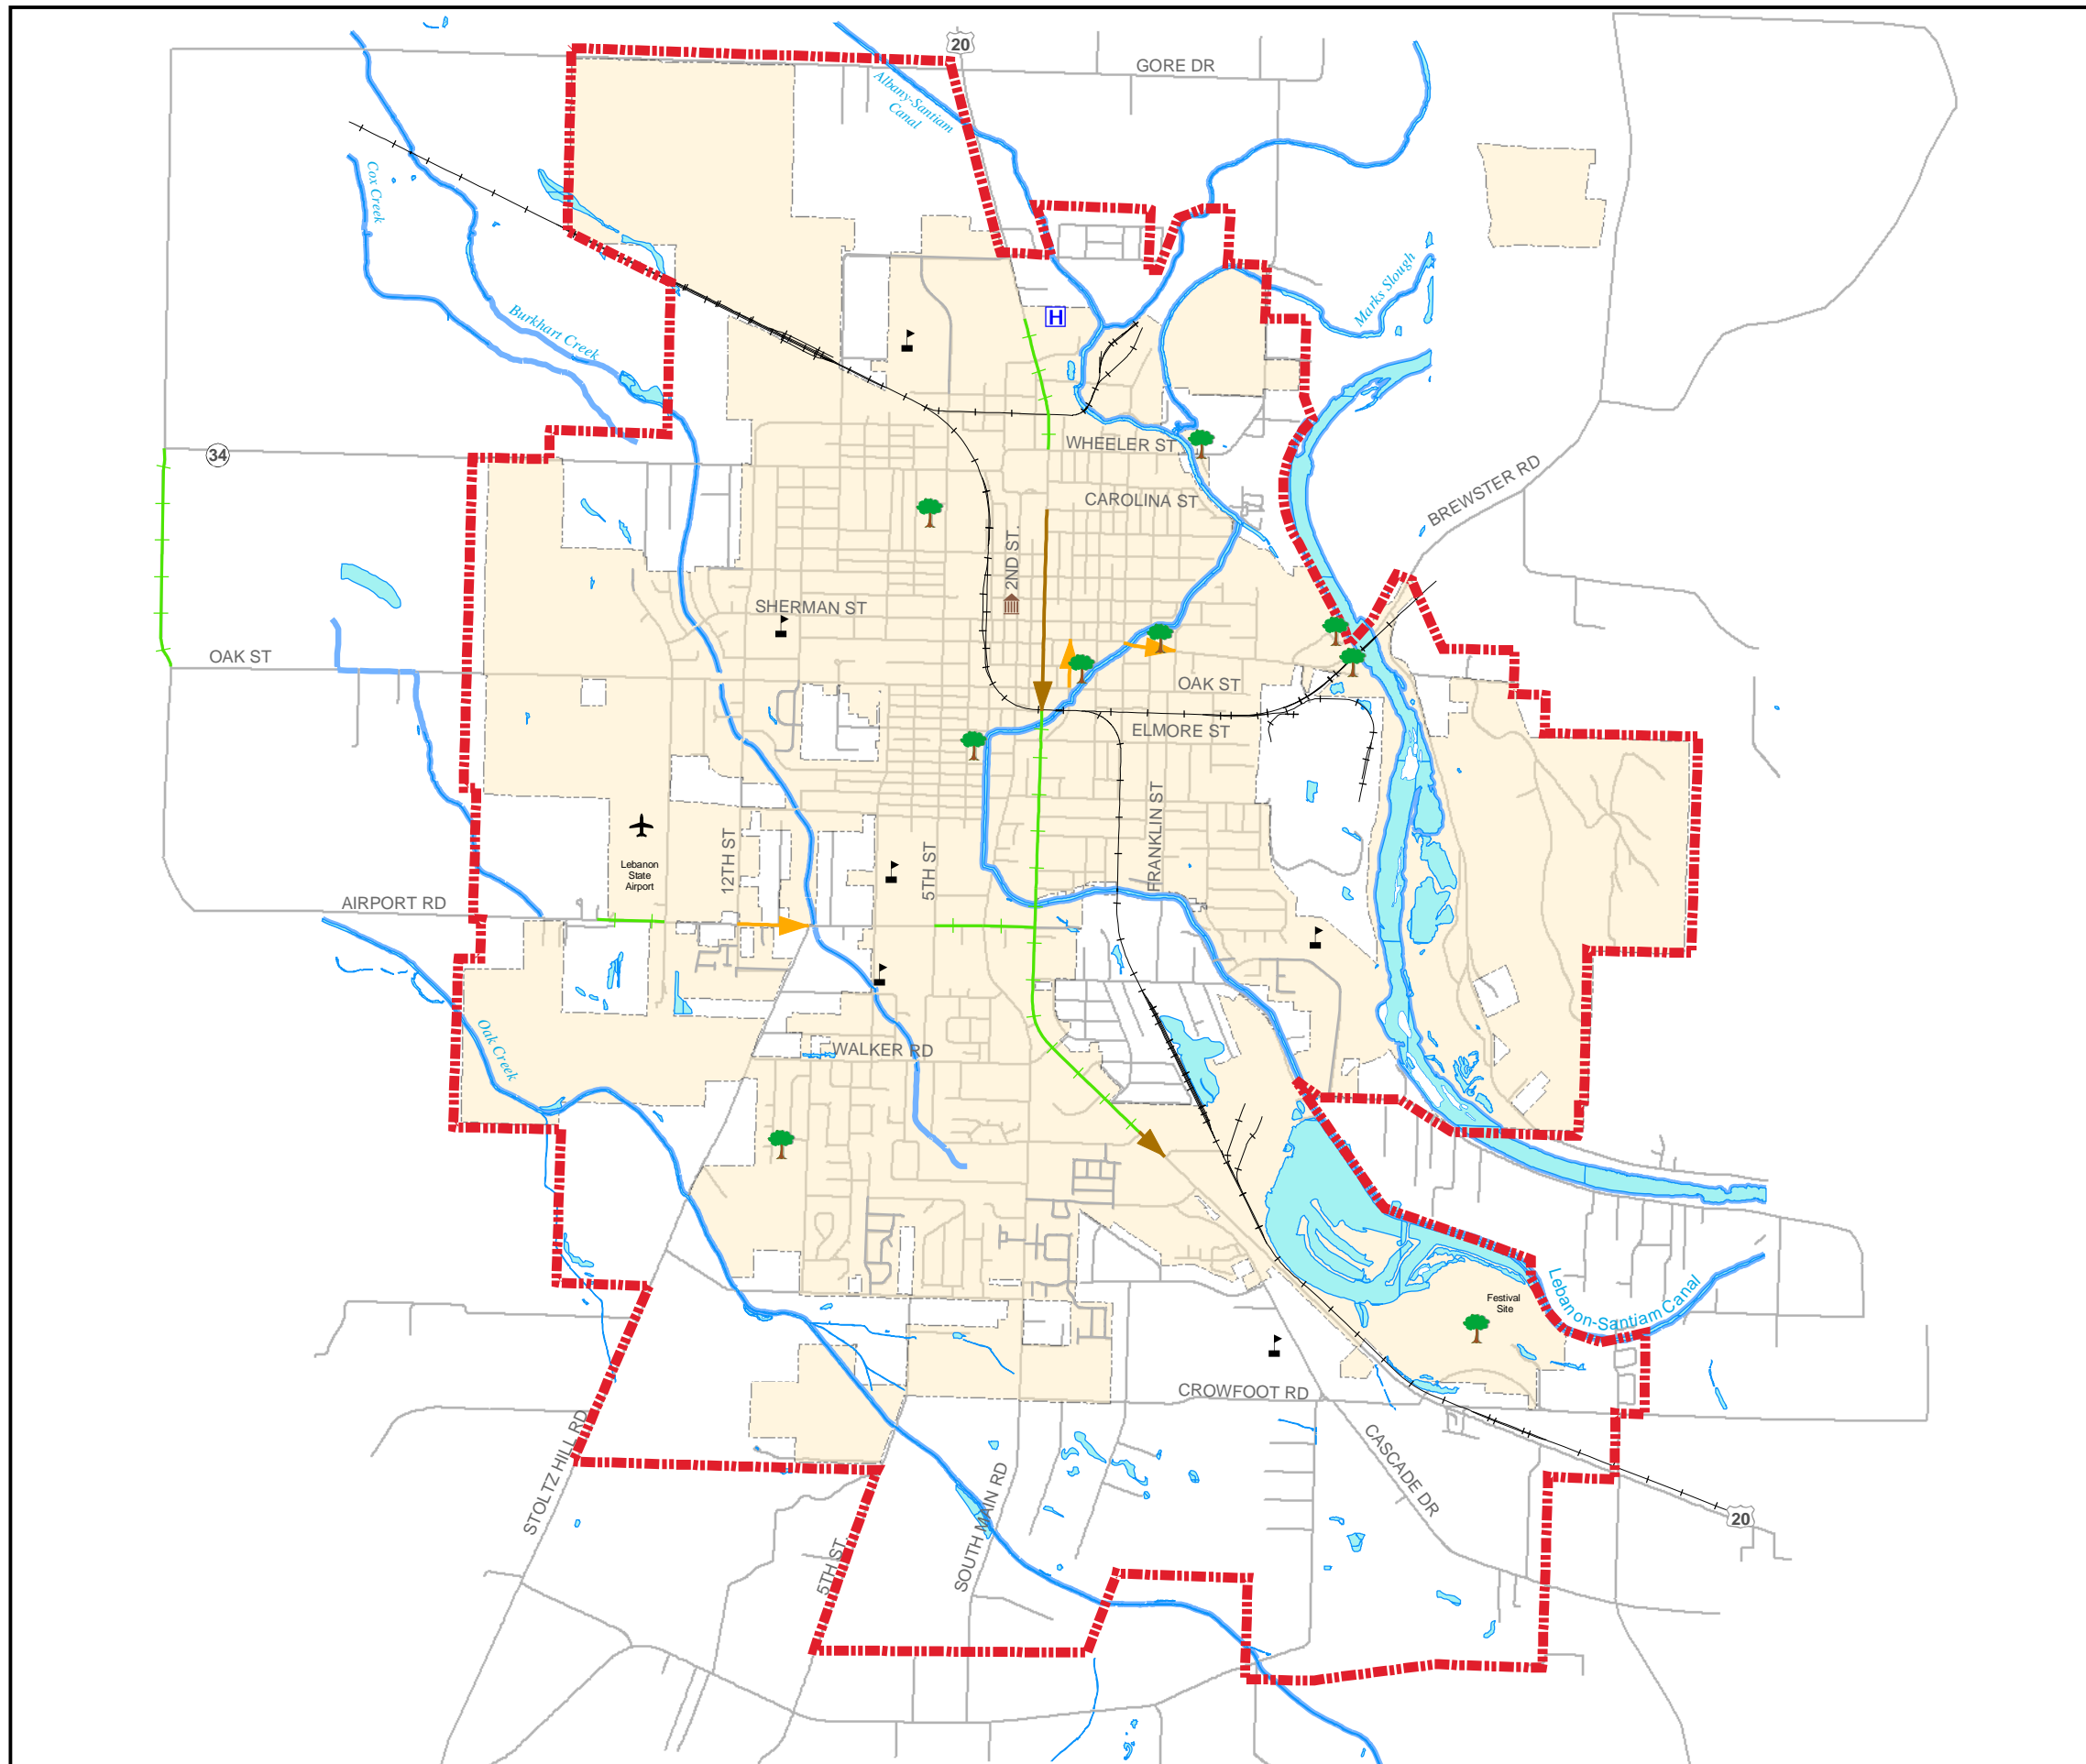 20
GORE DR
Albany-Santiam
Canal
Cox Creek
Marks Slough
Burkhart Creek
H
34
WHEELER ST
BREWSTER RD
CAROLINA ST
2ND ST.
SHERMAN ST
OAK ST
OAK ST
ELMORE ST
FRANKLIN ST
Lebanon
State
Airport
12TH ST
5TH ST
AIRPORT RD
Oak Creek
WALKER RD
Lebanon-Santiam Canal
Festival
Site
CROWFOOT RD
STOLTZ HILL RD
CASCADE DR
SOUTH MAIN RD
5TH ST.
20